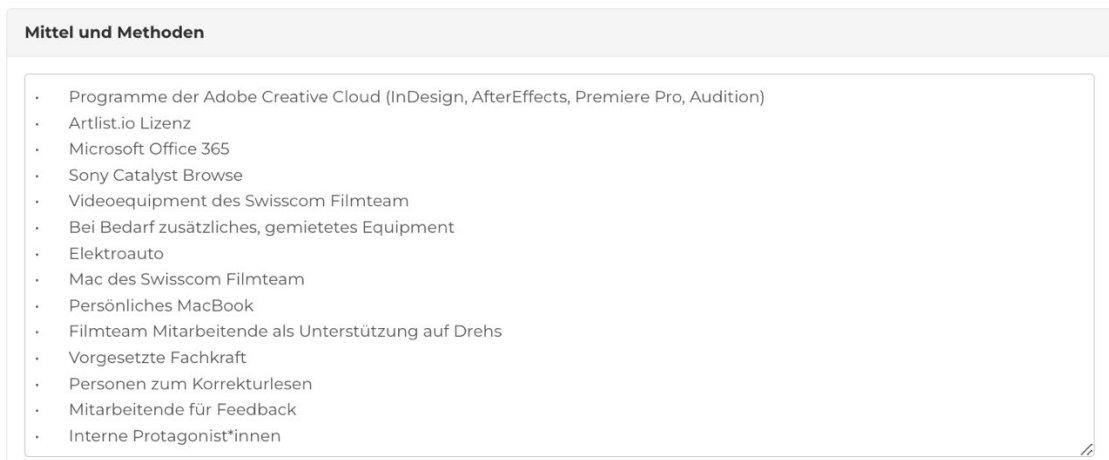 Mittel und Methoden
· Programme der Adobe Creative Cloud (InDesign, AfterEffects, Premiere Pro, Audition)
· Artlist.io Lizenz
· Microsoft Office 365
· Sony Catalyst Browse
· Videoequipment des Swisscom Filmteam
· Bei Bedarf zusätzliches, gemietetes Equipment
· Elektroauto
· Mac des Swisscom Filmteam
· Persönliches MacBook
· Filmteam Mitarbeitende als Unterstützung auf Drehs
· Vorgesetzte Fachkraft
· Personen zum Korrekturlesen
· Mitarbeitende für Feedback
· Interne Protagonist*innen